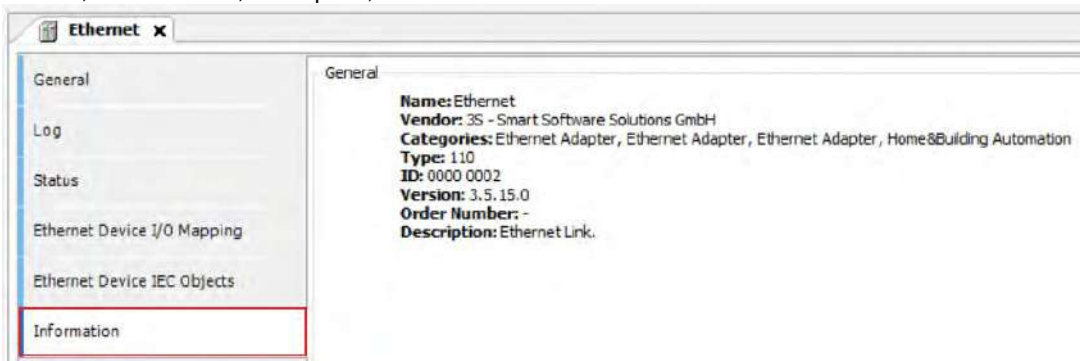 Ethernet x
General
Log
Status
Ethernet Device I/O Mapping
Ethernet Device IEC Objects
Information
General
Name: Ethernet
Vendor: 3S - Smart Software Solutions GmbH
Categories: Ethernet Adapter, Ethernet Adapter, Ethernet Adapter, Home&Building Automation
Type: 110
ID: 0000 0002
Version: 3.5.15.0
Order Number: -
Description: Ethernet Link.